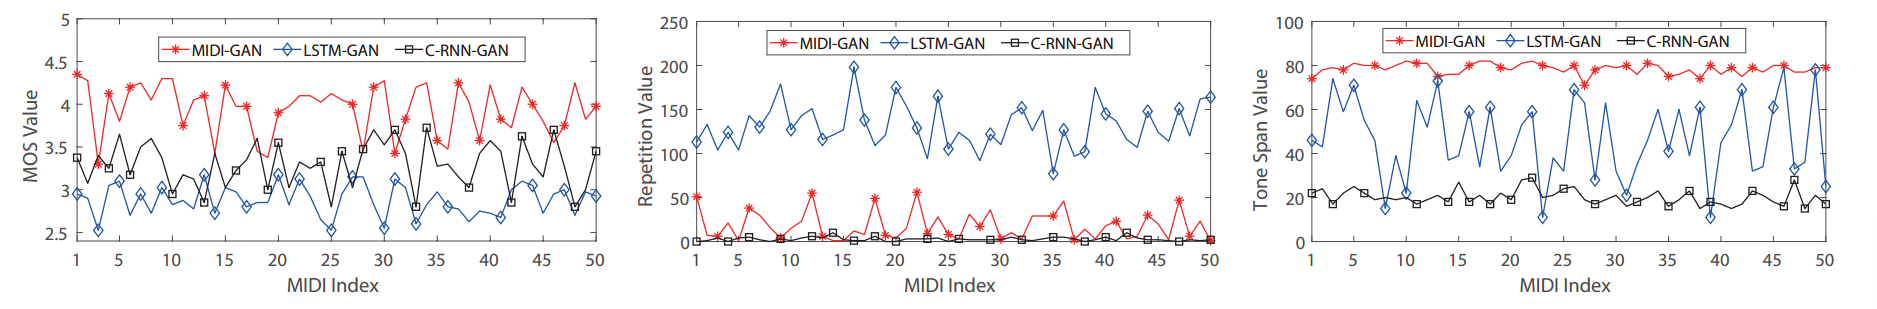 5
4.5
4
3.5
3
2.5
MOS Value
MIDI-GAN LSTM-GAN C-RNN-GAN
1 5 10 15 20 25 30 35 40 45 50
MIDI Index
250
200
150
100
50
0
Repetition Value
MIDI-GAN LSTM-GAN C-RNN-GAN
1 5 10 15 20 25 30 35 40 45 50
MIDI Index
100
80
60
40
20
0
Tone Span Value
MIDI-GAN LSTM-GAN C-RNN-GAN
1 5 10 15 20 25 30 35 40 45 50
MIDI Index